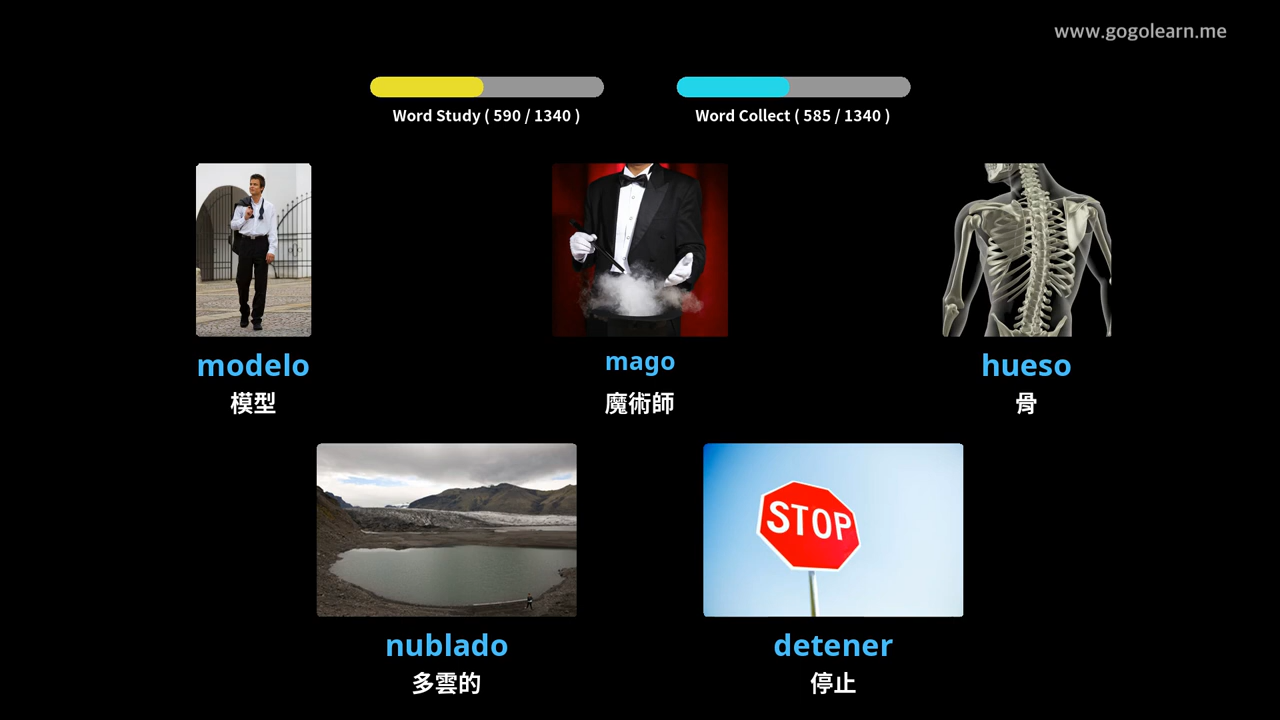 www.gogolearn.me
Word Study ( 590 / 1340 )
Word Collect ( 585 / 1340 )
modelo
模型
mago
魔術師
hueso
骨
STOP
nublado
多雲的
detener
停止